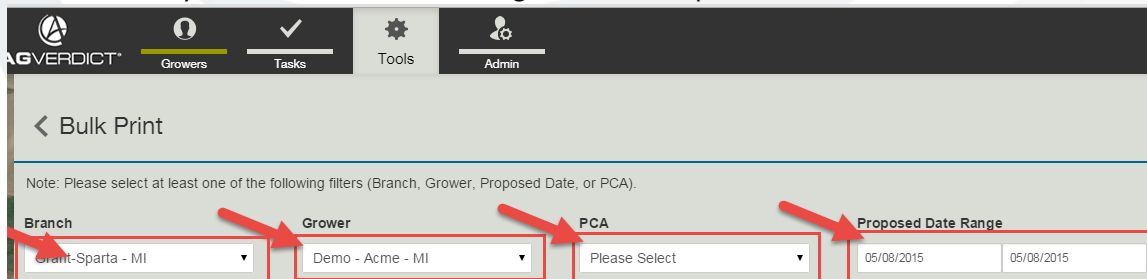 AGVERDICT
Growers Tasks Tools Admin
Bulk Print
Note: Please select at least one of the following filters (Branch, Grower, Proposed Date, or PCA).
Branch Grower PCA Proposed Date Range
Grant-Sparta - MI Demo - Acme - MI Please Select 05/08/2015 05/08/2015